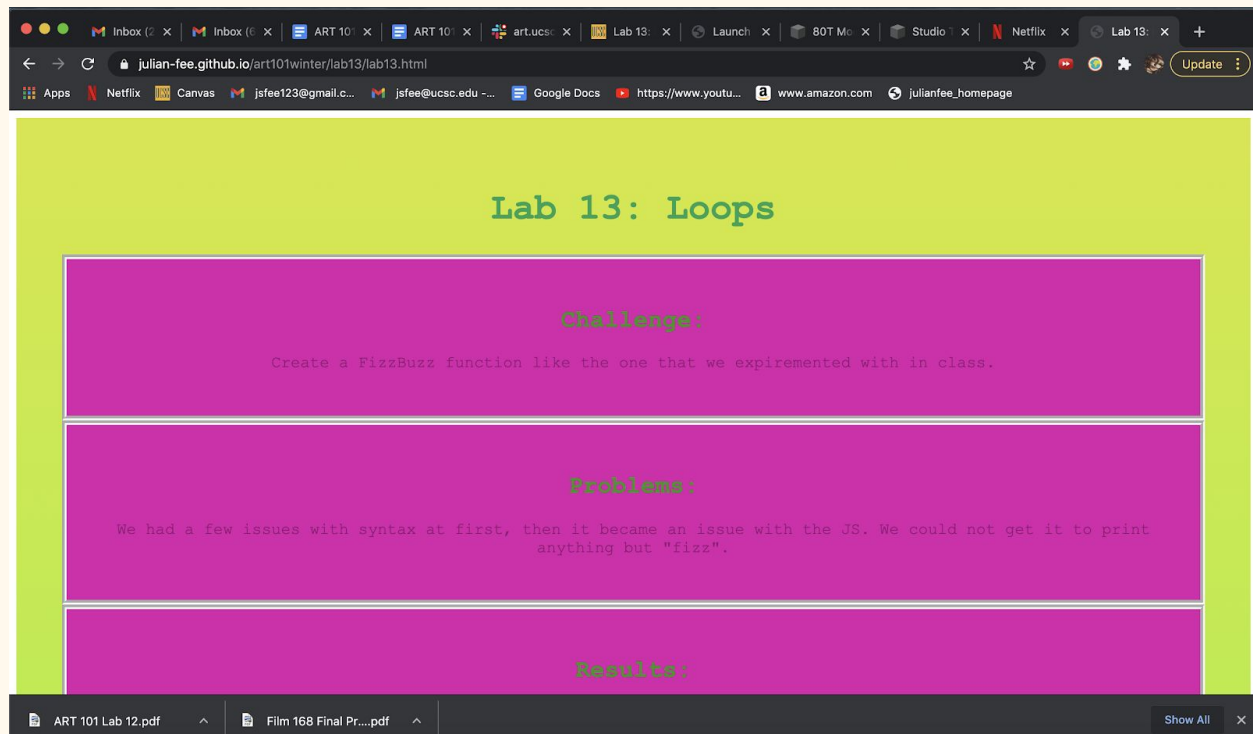 Inbox (2
Inbox (6
ART 101
ART 101
art.ucsc
Lab 13:
Launch
80T Mo
Studio T
Netflix
Lab 13:
julian-fee.github.io/art101winter/lab13/lab13.html
Update
Apps
Netflix
Canvas
jsfee123@gmail.c...
jsfee@ucsc.edu -...
Google Docs
https://www.youtu...
www.amazon.com
julianfee_homepage
Lab 13: Loops
Challenge:
Create a FizzBuzz function like the one that we expiremented with in class.
Problems:
We had a few issues with syntax at first, then it became an issue with the JS. We could not get it to print
anything but "fizz".
Results:
ART 101 Lab 12.pdf
Film 168 Final Pr....pdf
Show All